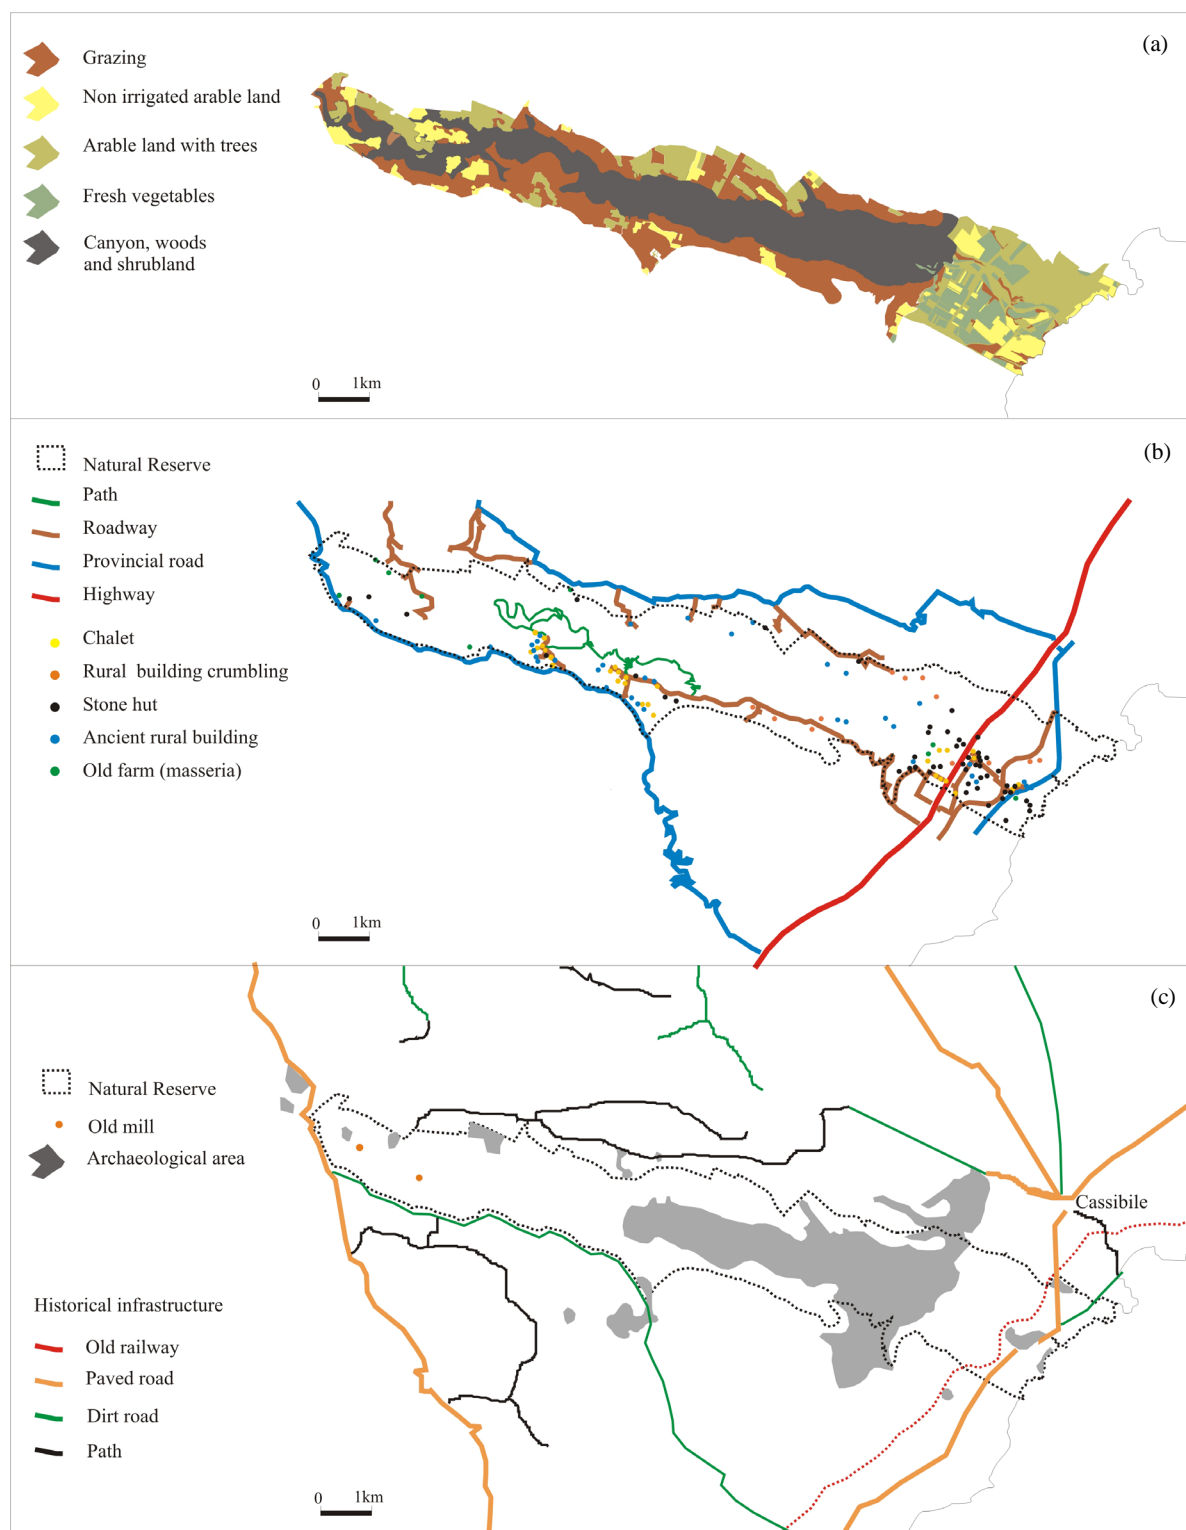 (a)
Grazing
Non irrigated arable land
Arable land with trees
Fresh vegetables
Canyon, woods
and shrubland
0 1km
(b)
Natural Reserve
Path
Roadway
Provincial road
Highway
Chalet
Rural building crumbling
Stone hut
Ancient rural building
Old farm (masseria)
0 1km
(c)
Natural Reserve
Old mill
Archaeological area
Cassibile
Historical infrastructure
Old railway
Paved road
Dirt road
Path
0 1km